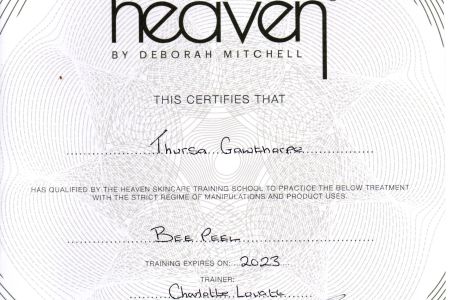 heaven
BY DEBORAH MITCHELL
THIS CERTIFIES THAT
Thursa Gawthorpe
HAS QUALIFIED BY THE HEAVEN SKINCARE TRAINING SCHOOL TO PRACTICE THE BELOW TREATMENT
WITH THE STRICT REGIME OF MANIPULATIONS AND PRODUCT USES.
BEE PEEL
TRAINING EXPIRES ON: 2023
TRAINER:
Charlotte